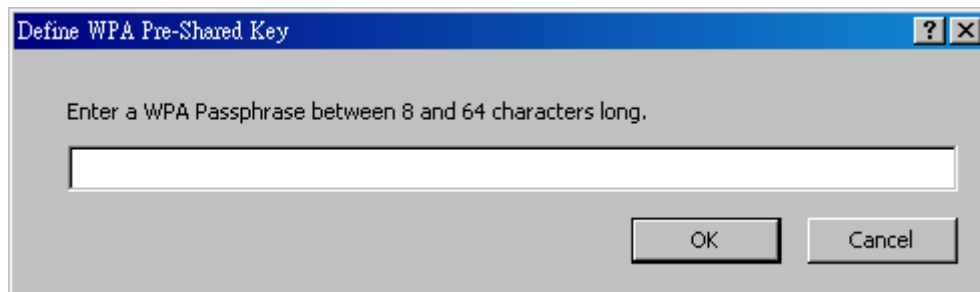 Define WPA Pre-Shared Key
Enter a WPA Passphrase between 8 and 64 characters long.
OK Cancel